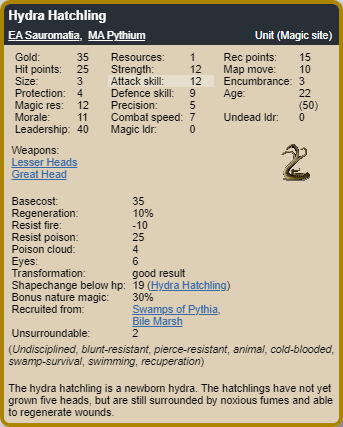 Hydra Hatchling
EA Sauromatia, MA Pythium Unit (Magic site)
Gold: 35 Resources: 1 Rec points: 15
Hit points: 25 Strength: 12 Map move: 10
Size: 3 Attack skill: 12 Encumbrance: 3
Protection: 4 Defence skill: 9 Age: 22
Magic res: 12 Precision: 5 (50)
Morale: 11 Combat speed: 7 Undead ldr: 0
Leadership: 40 Magic ldr: 0
Weapons:
Lesser Heads
Great Head
Basecost: 35
Regeneration: 10%
Resist fire: -10
Resist poison: 25
Poison cloud: 4
Eyes: 6
Transformation: good result
Shapechange below hp: 19 (Hydra Hatchling)
Bonus nature magic: 30%
Recruited from: Swamps of Pythia,
Bile Marsh
Unsurroundable: 2
(Undisciplined, blunt-resistant, pierce-resistant, animal, cold-blooded,
swamp-survival, swimming, recuperation)
The hydra hatchling is a newborn hydra. The hatchlings have not yet
grown five heads, but are still surrounded by noxious fumes and able
to regenerate wounds.